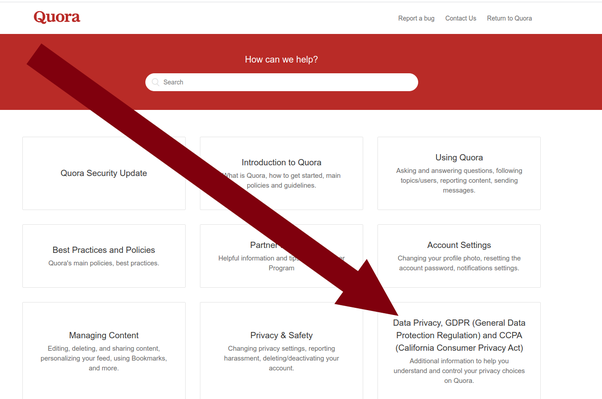 Quora
Report a bug Contact Us Return to Quora
How can we help?
Search
Quora Security Update
Introduction to Quora
What is Quora, how to get started, main
policies and guidelines.
Using Quora
Asking and answering questions, following
topics/users, reporting content, sending
messages.
Best Practices and Policies
Quora's main policies, best practices.
Partner
Helpful information and
Program
Account Settings
Changing your profile photo, resetting the
account password, notifications settings.
Managing Content
Editing, deleting, and sharing content,
personalizing your feed, using Bookmarks,
and more.
Privacy & Safety
Changing privacy settings, reporting
harassment, deleting/deactivating your
account.
Data Privacy, GDPR (General Data
Protection Regulation) and CCPA
(California Consumer Privacy Act)
Additional information to help you
understand and control your privacy choices
on Quora.